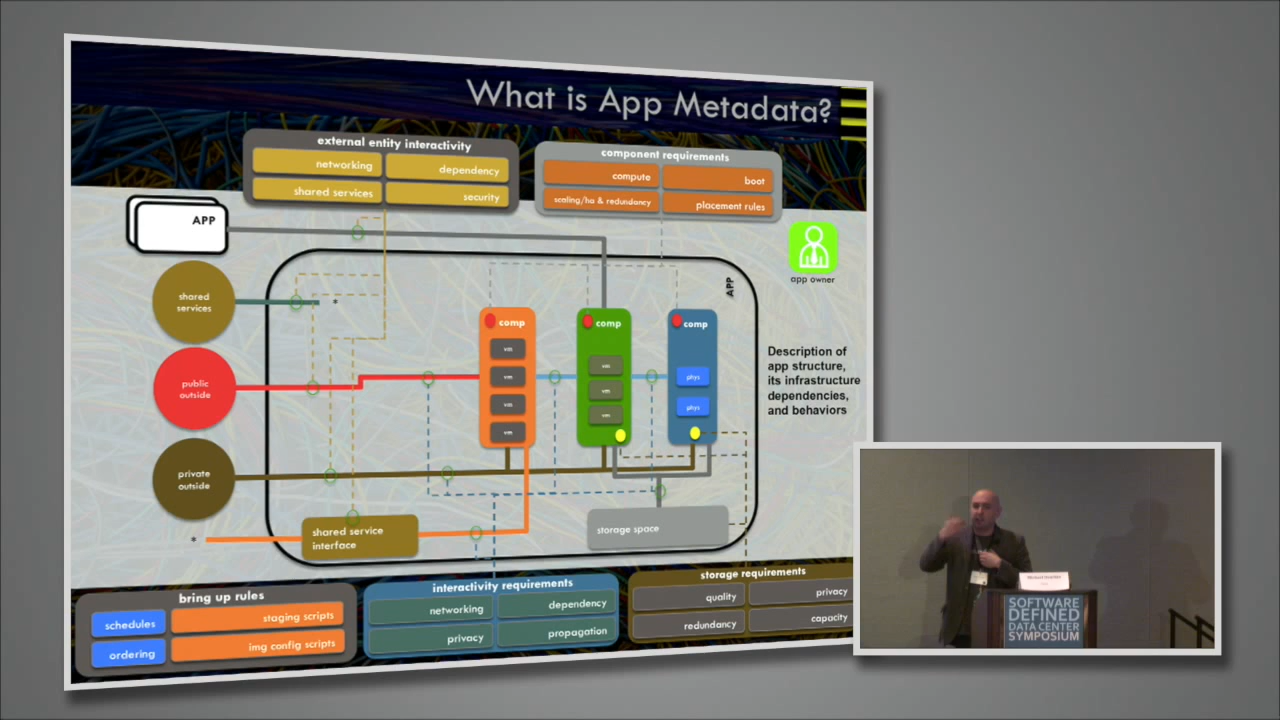 What is App Metadata?
external entity interactivity
networking
dependency
shared services
security
component requirements
compute
boot
scaling/ha & redundancy
placement rules
APP
app owner
APP
shared
services
*
comp
vm
vm
vm
vm
comp
vm
vm
vm
comp
phys
phys
public
outside
Description of
app structure,
its infrastructure
dependencies,
and behaviors
private
outside
*
shared service
interface
storage space
bring up rules
schedules
staging scripts
ordering
img config scripts
interactivity requirements
networking
dependency
privacy
propagation
storage requirements
quality
privacy
redundancy
capacity
SOFTWARE
DEFINED
DATA CENTER
SYMPOSIUM